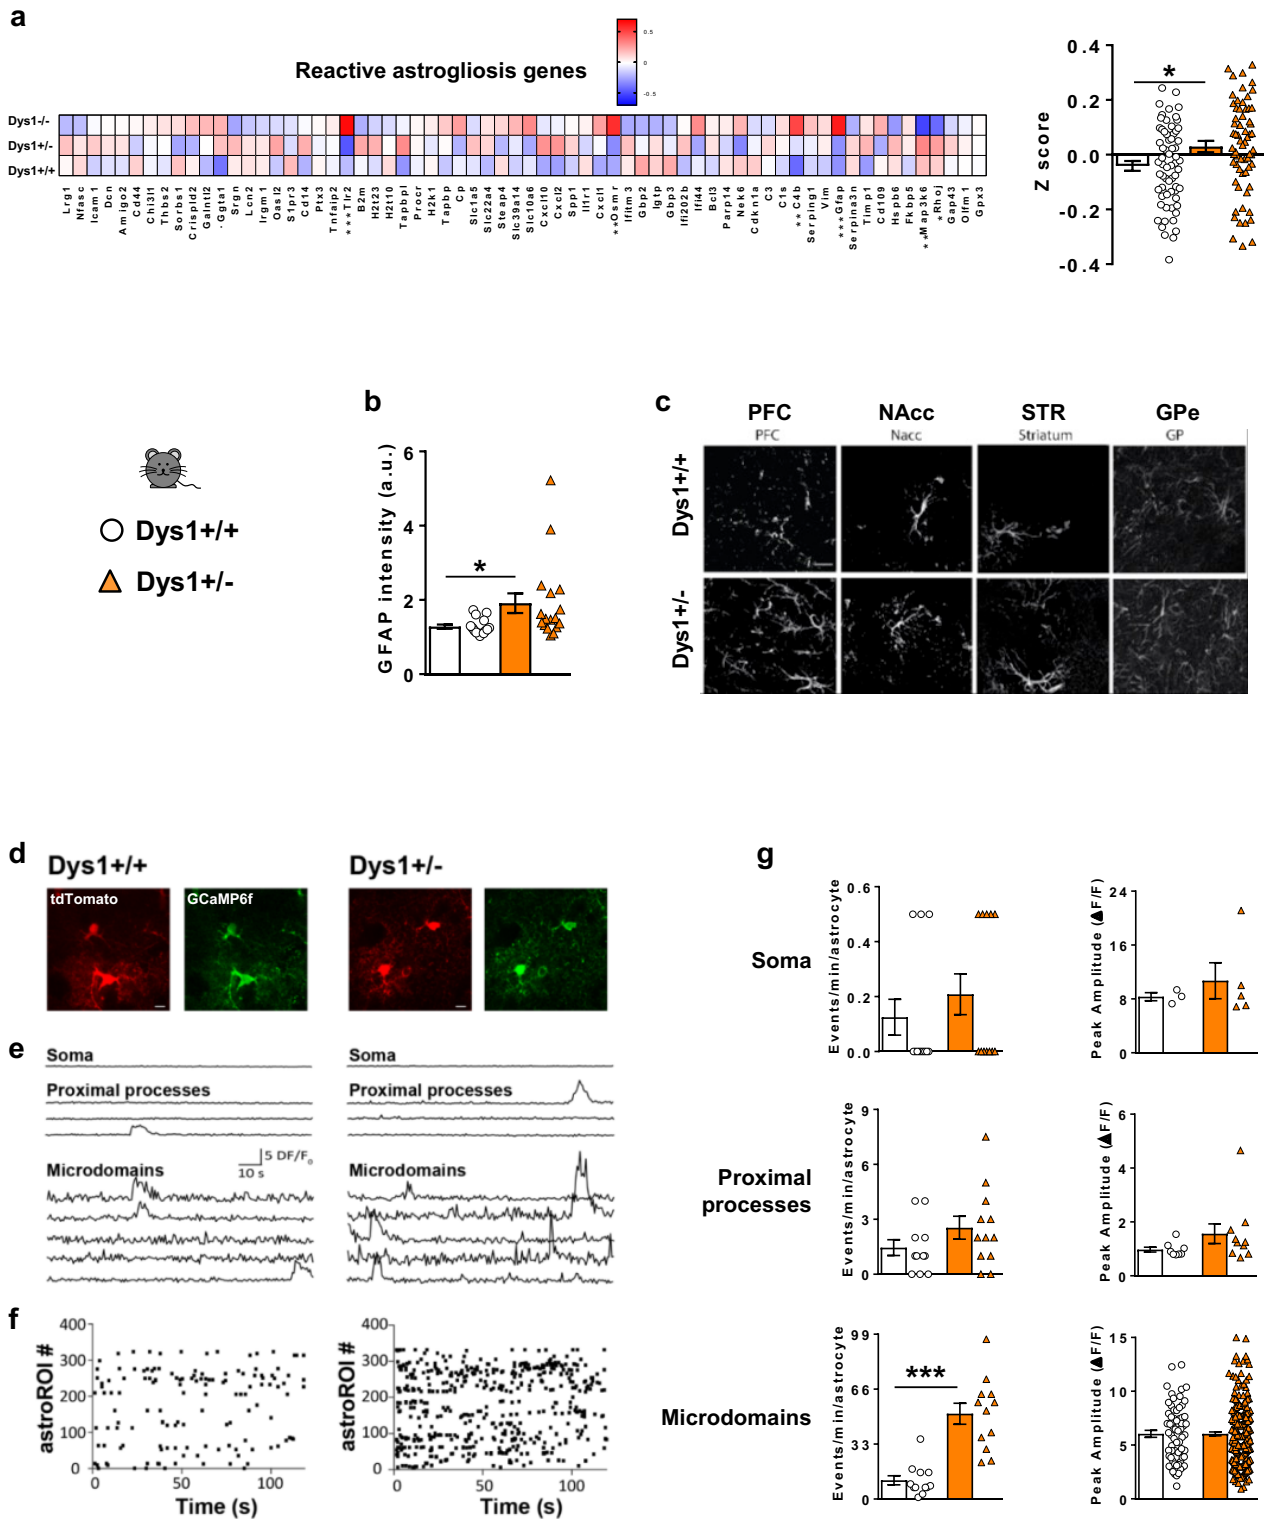 a
Reactive astrogliosis genes
0.5
0
-0.5
Dys1-/-
Dys1+/-
Dys1+/+
Lrg1
Nfasc
Icam1
Dcn
Amigo2
Cd44
Chi3l1
Thbs2
Sorbs1
Crispld2
Galntl2
·Ggta1
Srgn
Lcn2
Irgm1
Oasl2
S1pr3
Cd14
Ptx3
Tnfaip2
***Tlr2
B2m
H2t23
H2t10
Tapbpl
Procr
H2k1
Tapbp
Cp
Slc1a5
Slc22a4
Steap4
Slc39a14
Slc10a6
Cxcl10
Cxcl2
Spp1
Il1r1
Cxcl1
**Osmr
Ifitm3
Gbp2
Igtp
Gbp3
Ifi202b
Ifi44
Bcl3
Parp14
Nek6
Cdkn1a
C3
C1s
**C4b
Serping1
Vim
***Gfap
Serpina3n
Timp1
Cd109
Hspb6
Fkbp5
**Map3k6
*Rhoj
Gap43
Olfm1
Gpx3
Z score
0.4
0.2
0.0
-0.2
-0.4
*
Dys1+/+
Dys1+/-
b
GFAP intensity (a.u.)
6
4
2
0
*
c
PFC NAcc STR GPe
PFC Nacc Striatum GP
Dys1+/+
Dys1+/-
d
Dys1+/+ Dys1+/-
tdTomato GCaMP6f
e
Soma Soma
Proximal processes Proximal processes
5 DF/F0
10 s
Microdomains Microdomains
f
astroROI #
400
300
200
100
0
0 50 100
Time (s)
astroROI #
400
300
200
100
0
0 50 100
Time (s)
g
Soma
Events/min/astrocyte
0.6
0.4
0.2
0.0
Peak Amplitude (▲F/F)
24
16
8
0
Proximal
processes
Events/min/astrocyte
9
6
3
0
Peak Amplitude (▲F/F)
6
4
2
0
Microdomains
Events/min/astrocyte
99
66
33
0
***
Peak Amplitude (▲F/F)
15
10
5
0